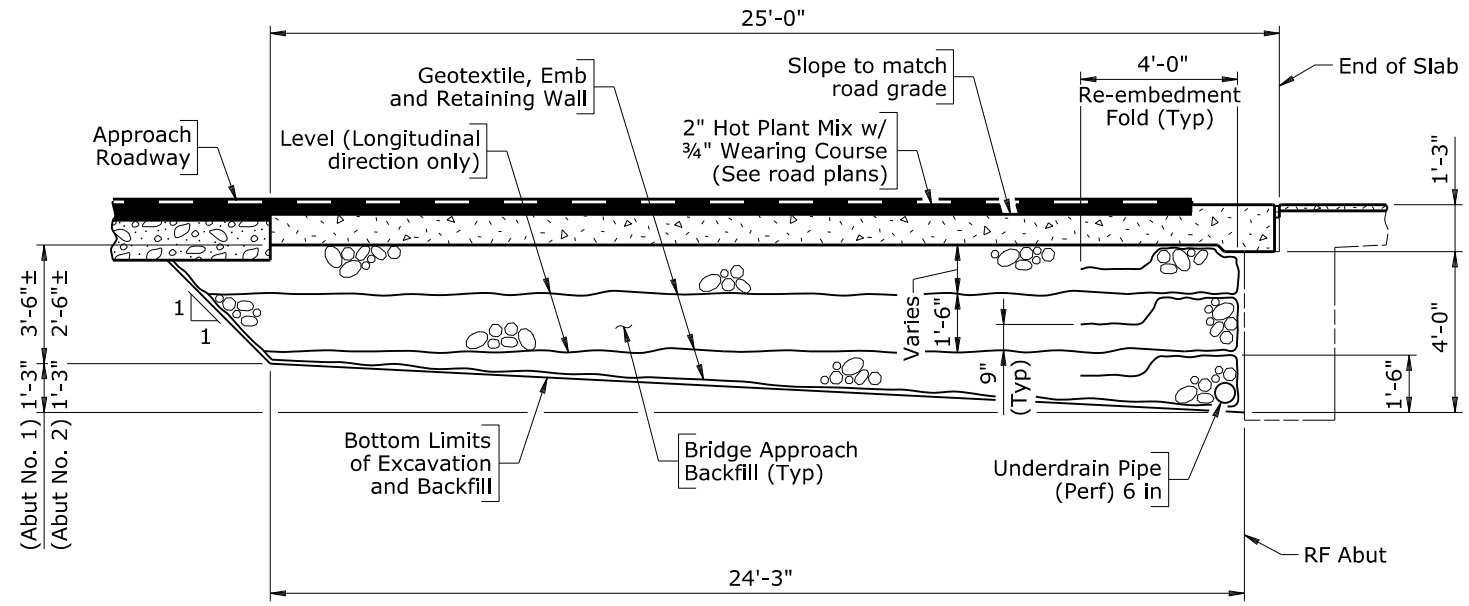 25'-0"
Geotextile, Emb
and Retaining Wall
Slope to match
road grade
4'-0"
Re-embedment
Fold (Typ)
End of Slab
Approach
Roadway
Level (Longitudinal
direction only)
2" Hot Plant Mix w/
¾" Wearing Course
(See road plans)
1'-3"
3'-6"±
2'-6"±
1
1
Varies
1'-6"
9"
(Typ)
1'-6"
4'-0"
(Abut No. 1) 1'-3"
(Abut No. 2) 1'-3"
Bottom Limits
of Excavation
and Backfill
Bridge Approach
Backfill (Typ)
Underdrain Pipe
(Perf) 6 in
RF Abut
24'-3"